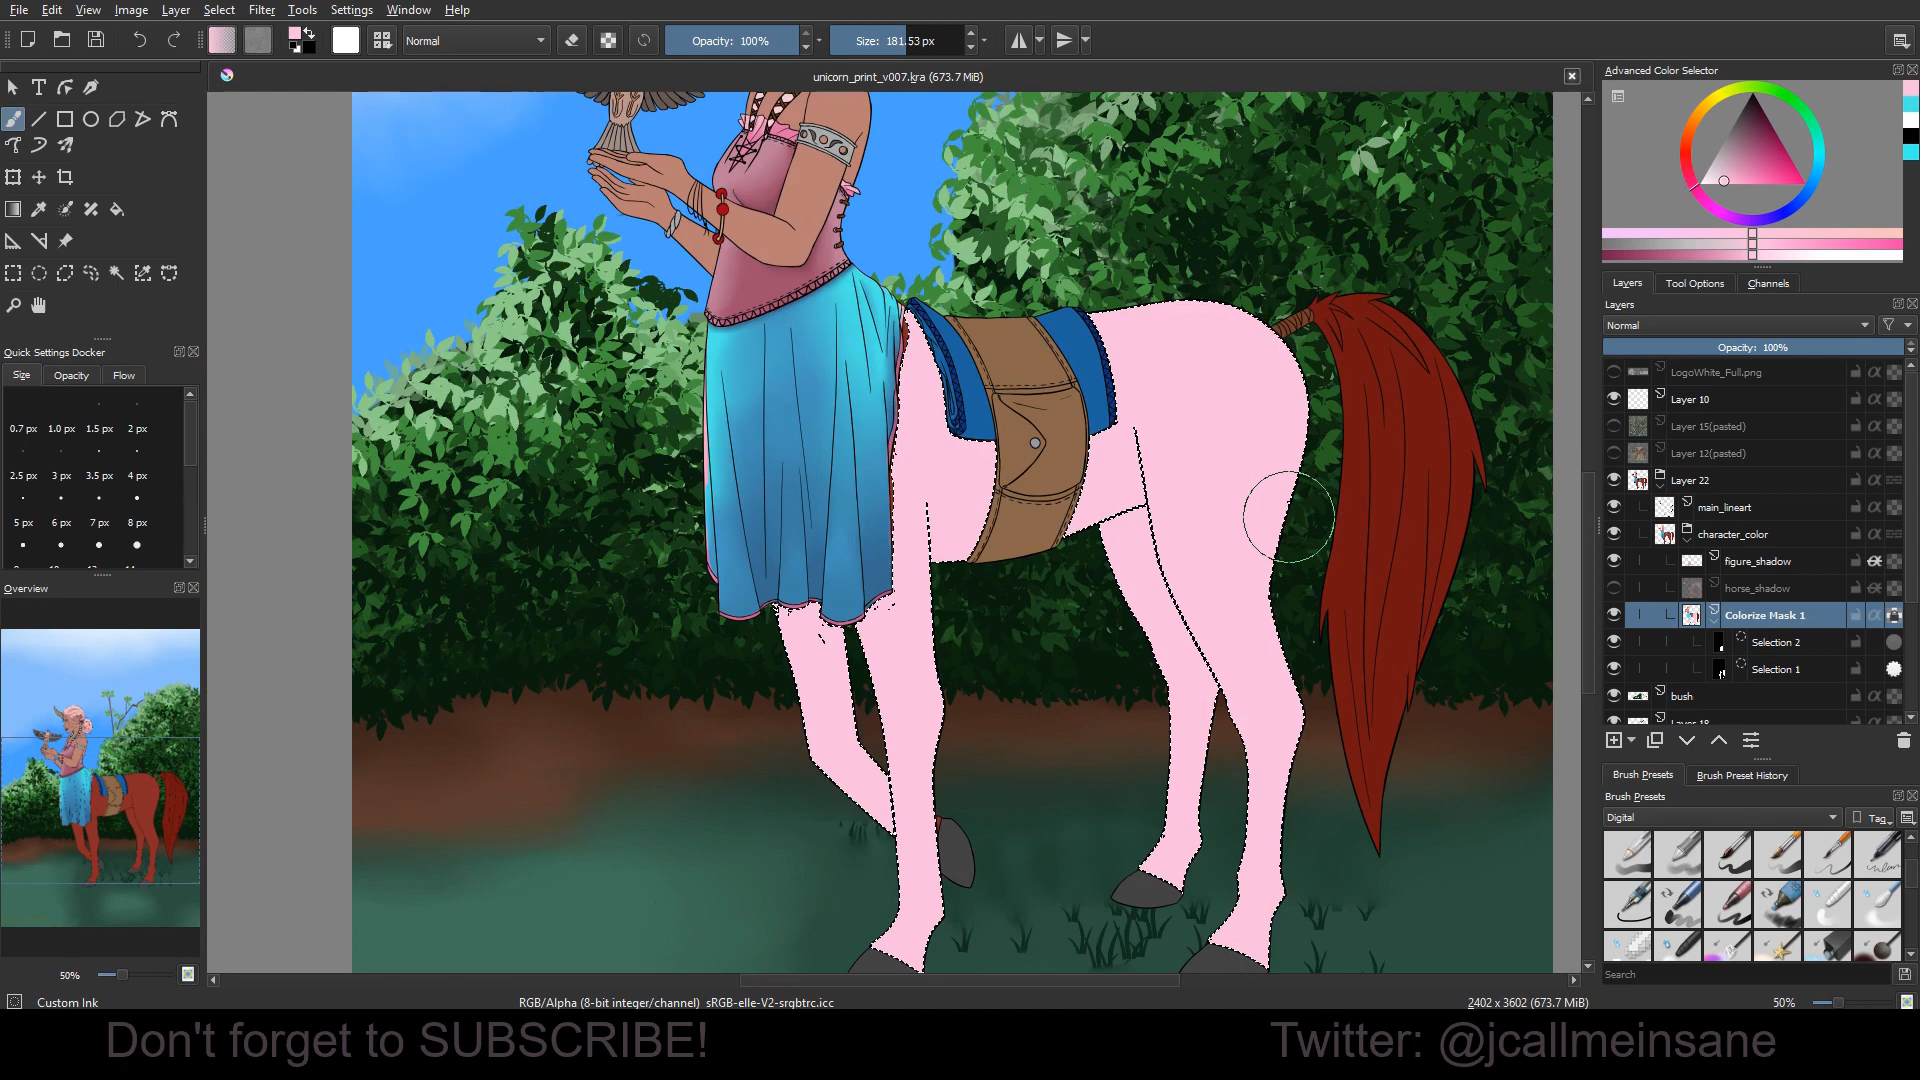 File Edit View Image Layer Select Filter Tools Settings Window Help
Normal Opacity: 100% Size: 181.53 px
unicorn_print_v007.kra (673.7 MiB)
Advanced Color Selector
Layers Tool Options Channels
Layers
Normal
Opacity: 100%
LogoWhite_Full.png
Layer 10
Layer 15(pasted)
Layer 12(pasted)
Layer 22
main_lineart
character_color
figure_shadow
horse_shadow
Colorize Mask 1
Selection 2
Selection 1
bush
Layer 18
Brush Presets Brush Preset History
Brush Presets
Digital Tag
Search
Quick Settings Docker
Size Opacity Flow
0.7 px 1.0 px 1.5 px 2 px
2.5 px 3 px 3.5 px 4 px
5 px 6 px 7 px 8 px
Overview
50%
Custom Ink RGB/Alpha (8-bit integer/channel) sRGB-elle-V2-srgbtrc.icc 2402 x 3602 (673.7 MiB) 50%
Don't forget to SUBSCRIBE! Twitter: @jcallmeinsane